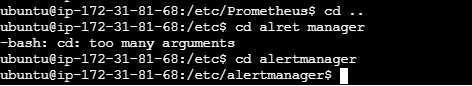 ubuntu@ip-172-31-81-68:/etc/Prometheus$ cd ..
ubuntu@ip-172-31-81-68:/etc$ cd alret manager
-bash: cd: too many arguments
ubuntu@ip-172-31-81-68:/etc$ cd alertmanager
ubuntu@ip-172-31-81-68:/etc/alertmanager$